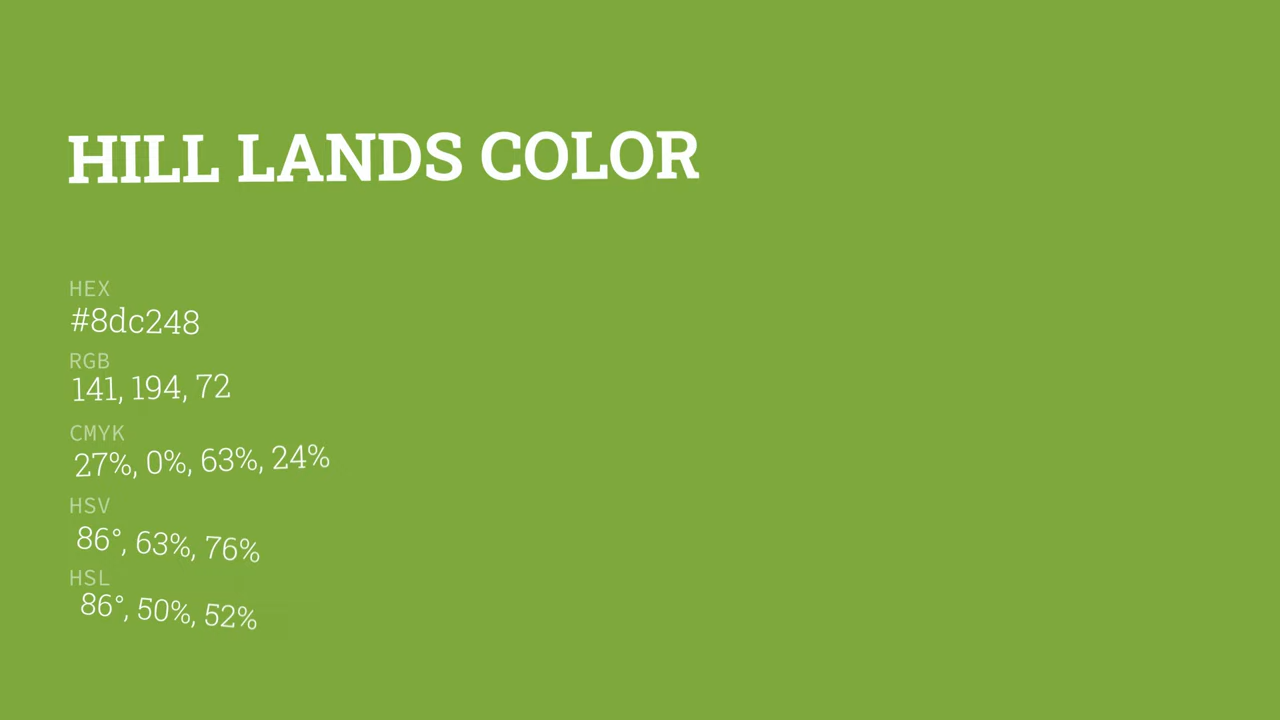 HILL LANDS COLOR
HEX
#8dc248
RGB
141, 194, 72
CMYK
27%, 0%, 63%, 24%
HSV
86°, 63%, 76%
HSL
86°, 50%, 52%